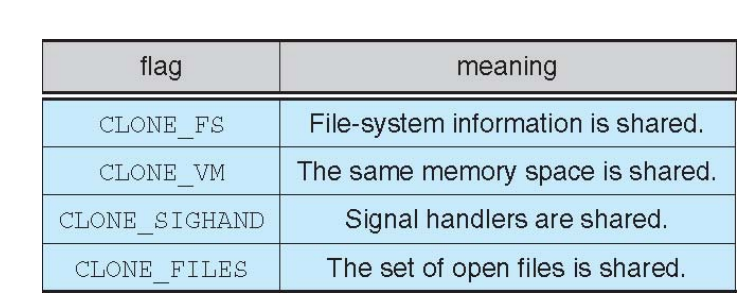 flag meaning
CLONE_FS File-system information is shared.
CLONE_VM The same memory space is shared.
CLONE_SIGHAND Signal handlers are shared.
CLONE_FILES The set of open files is shared.